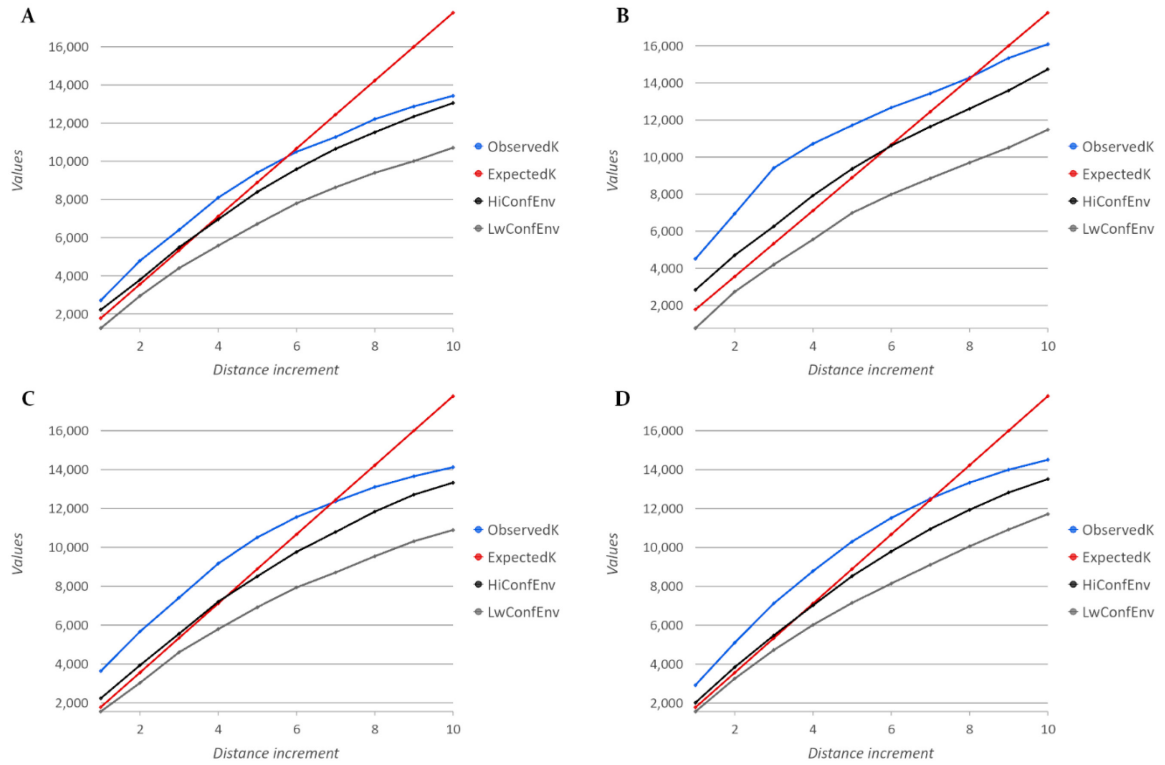 A
Values
16,000
14,000
12,000
10,000
8,000
6,000
4,000
2,000
2 4 6 8 10
Distance increment
ObservedK
ExpectedK
HiConfEnv
LwConfEnv
B
Values
16,000
14,000
12,000
10,000
8,000
6,000
4,000
2,000
2 4 6 8 10
Distance increment
ObservedK
ExpectedK
HiConfEnv
LwConfEnv
C
Values
16,000
14,000
12,000
10,000
8,000
6,000
4,000
2,000
2 4 6 8 10
Distance increment
ObservedK
ExpectedK
HiConfEnv
LwConfEnv
D
Values
16,000
14,000
12,000
10,000
8,000
6,000
4,000
2,000
2 4 6 8 10
Distance increment
ObservedK
ExpectedK
HiConfEnv
LwConfEnv